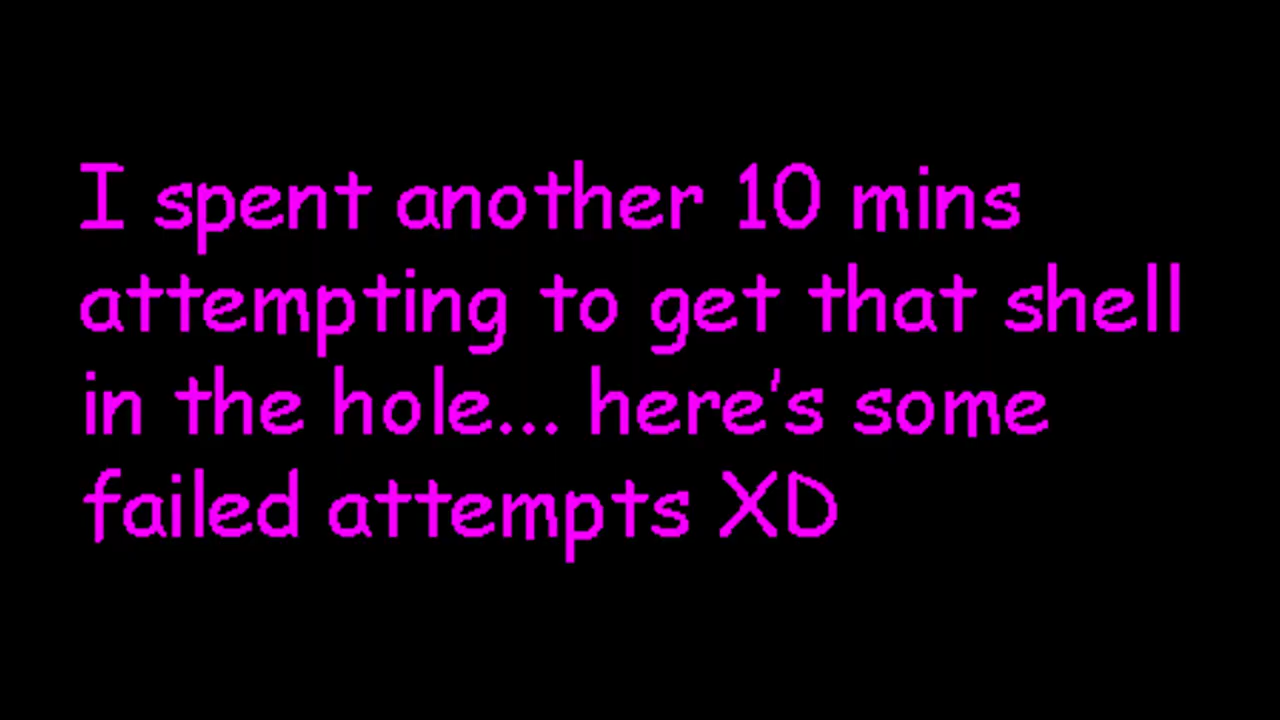 I spent another 10 mins
attempting to get that shell
in the hole... here's some
failed attempts XD